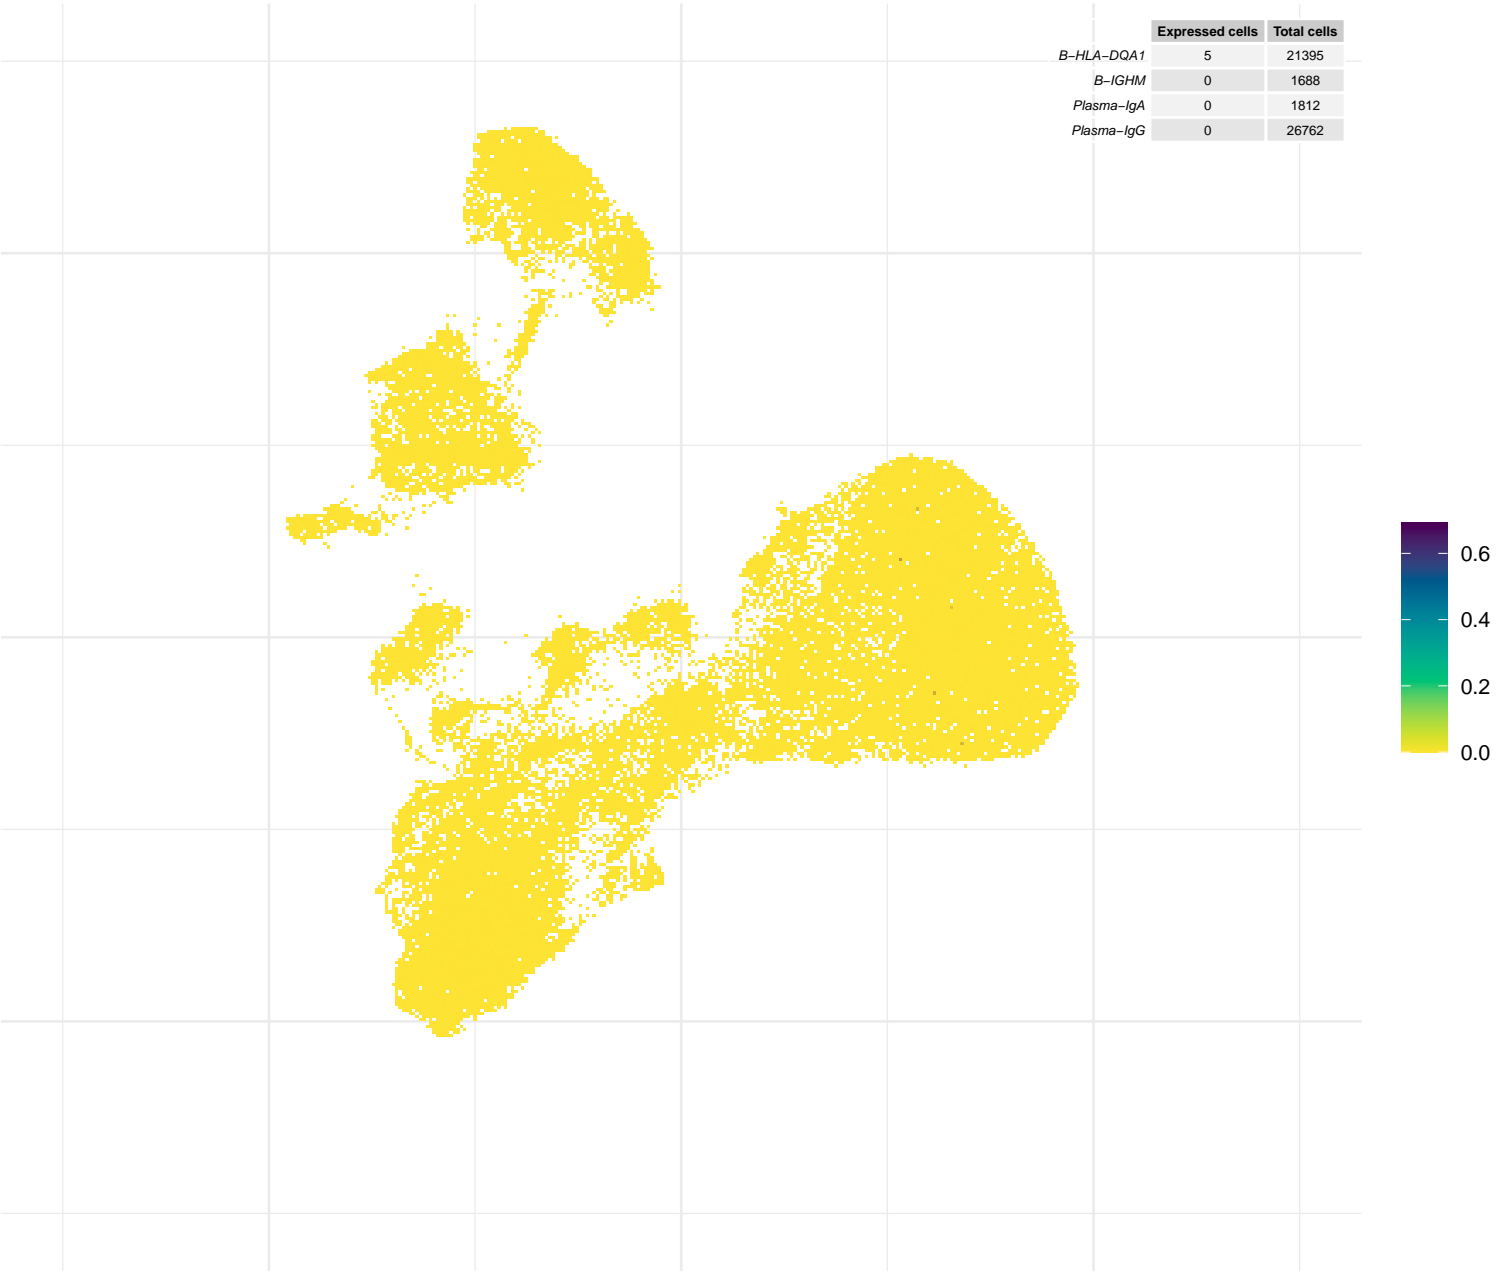 Expressed cells Total cells
B−HLA−DQA1 5 21395
B−IGHM 0 1688
Plasma−IgA 0 1812
Plasma−IgG 0 26762
0.6
0.4
0.2
0.0